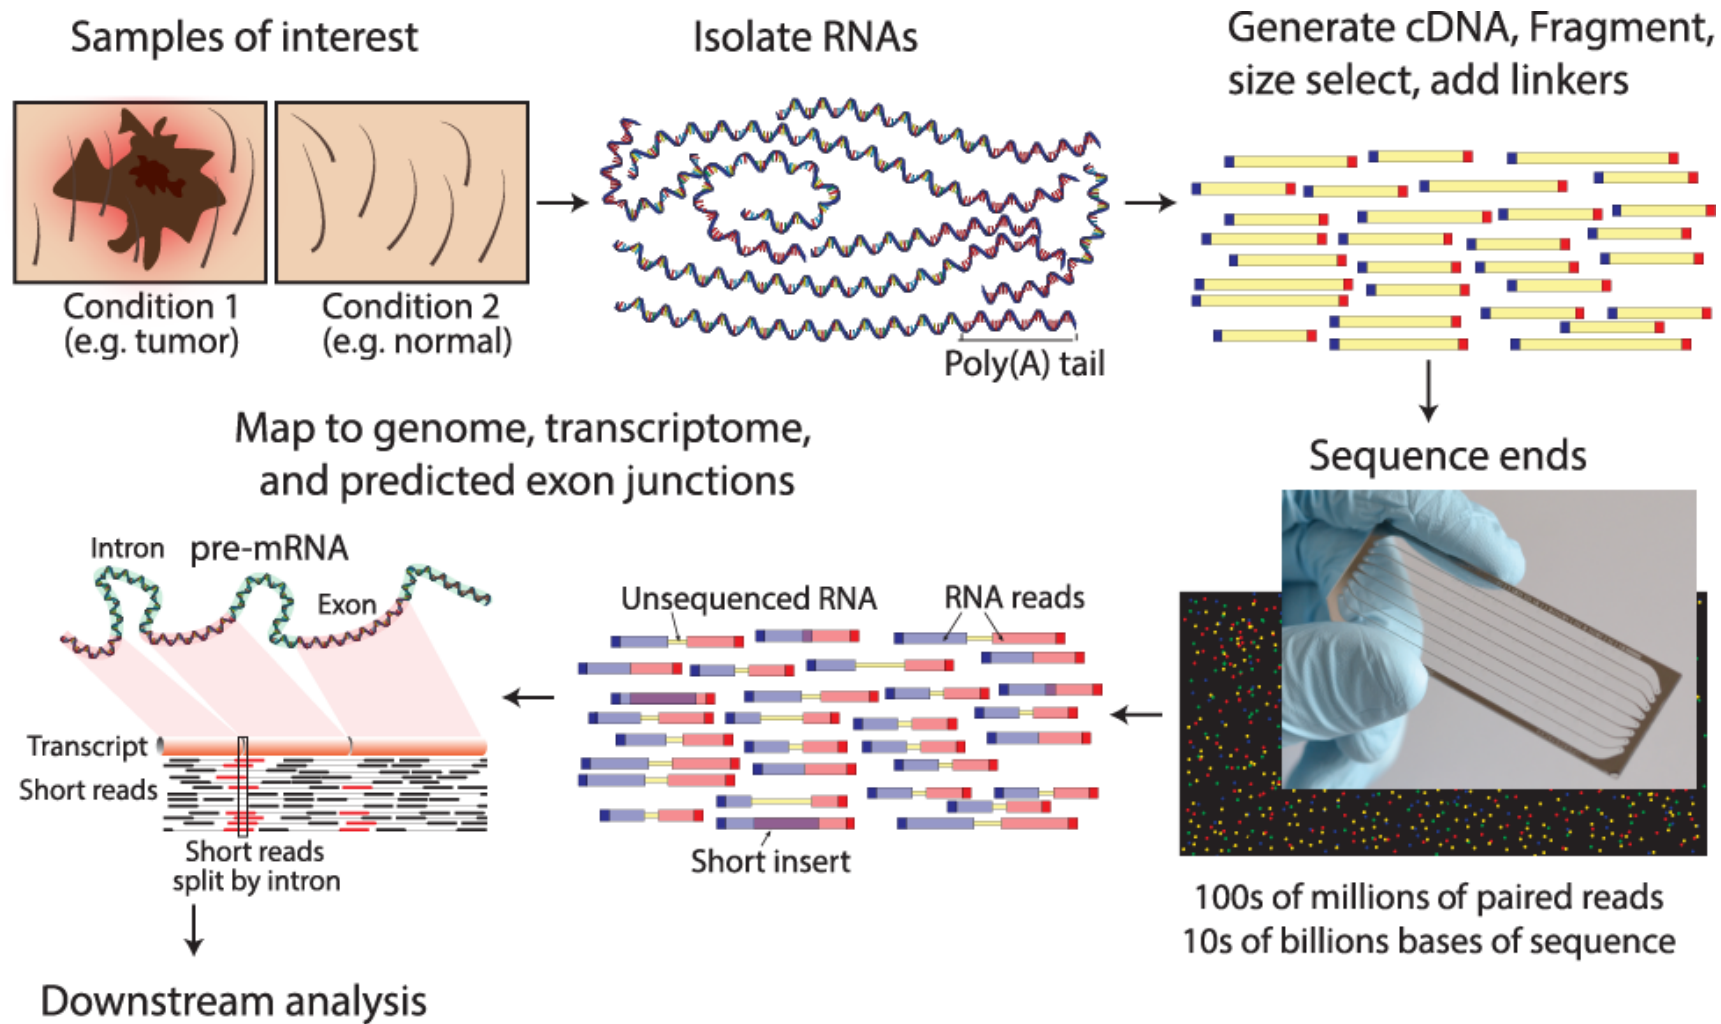 Samples of interest
Condition 1
(e.g. tumor)
Condition 2
(e.g. normal)
Isolate RNAs
Poly(A) tail
Generate cDNA, Fragment,
size select, add linkers
Sequence ends
100s of millions of paired reads
10s of billions bases of sequence
Unsequenced RNA
RNA reads
Short insert
Map to genome, transcriptome,
and predicted exon junctions
Intron
pre-mRNA
Exon
Transcript
Short reads
Short reads
split by intron
Downstream analysis